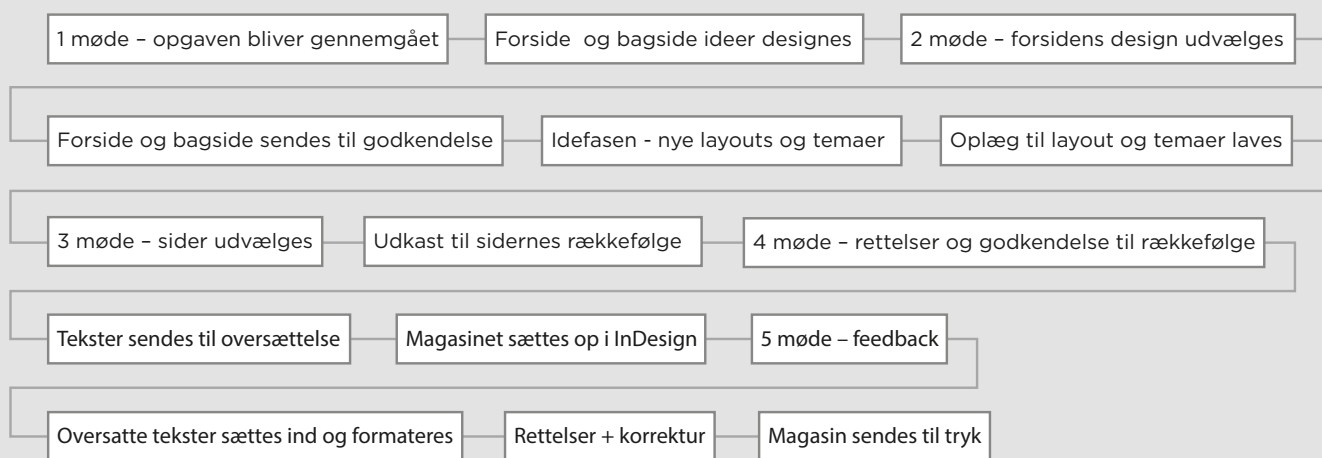 1 møde – opgaven bliver gennemgået
Forside og bagside ideer designes
2 møde – forsidens design udvælges
Forside og bagside sendes til godkendelse
Idefasen - nye layouts og temaer
Oplæg til layout og temaer laves
3 møde – sider udvælges
Udkast til sidernes rækkefølge
4 møde – rettelser og godkendelse til rækkefølge
Tekster sendes til oversættelse
Magasinet sættes op i InDesign
5 møde – feedback
Oversatte tekster sættes ind og formateres
Rettelser + korrektur
Magasin sendes til tryk